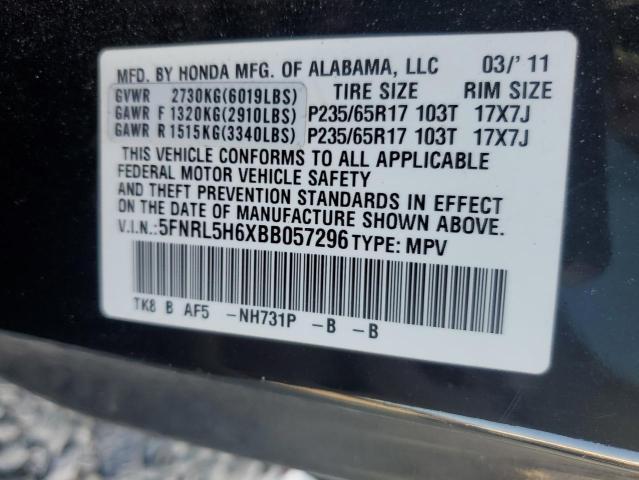 MFD. BY HONDA MFG. OF ALABAMA, LLC 03/'11
GVWR 2730KG(6019LBS) TIRE SIZE RIM SIZE
GAWR F 1320KG(2910LBS) P235/65R17 103T 17X7J
GAWR R 1515KG(3340LBS) P235/65R17 103T 17X7J
THIS VEHICLE CONFORMS TO ALL APPLICABLE
FEDERAL MOTOR VEHICLE SAFETY
AND THEFT PREVENTION STANDARDS IN EFFECT
ON THE DATE OF MANUFACTURE SHOWN ABOVE.
V.I.N.:5FNRL5H6XBB057296 TYPE: MPV
TK8 B AF5 -NH731P -B -B